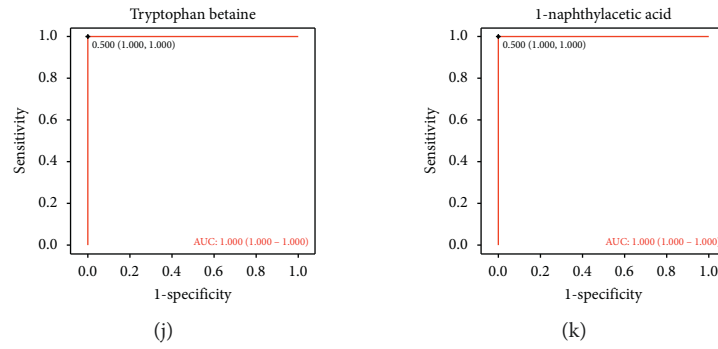 Tryptophan betaine
1.0
0.8
0.6
0.4
0.2
0.0
Sensitivity
0.500 (1.000, 1.000)
AUC: 1.000 (1.000 – 1.000)
0.0 0.2 0.4 0.6 0.8 1.0
1-specificity
(j)
1-naphthylacetic acid
1.0
0.8
0.6
0.4
0.2
0.0
Sensitivity
0.500 (1.000, 1.000)
AUC: 1.000 (1.000 – 1.000)
0.0 0.2 0.4 0.6 0.8 1.0
1-specificity
(k)